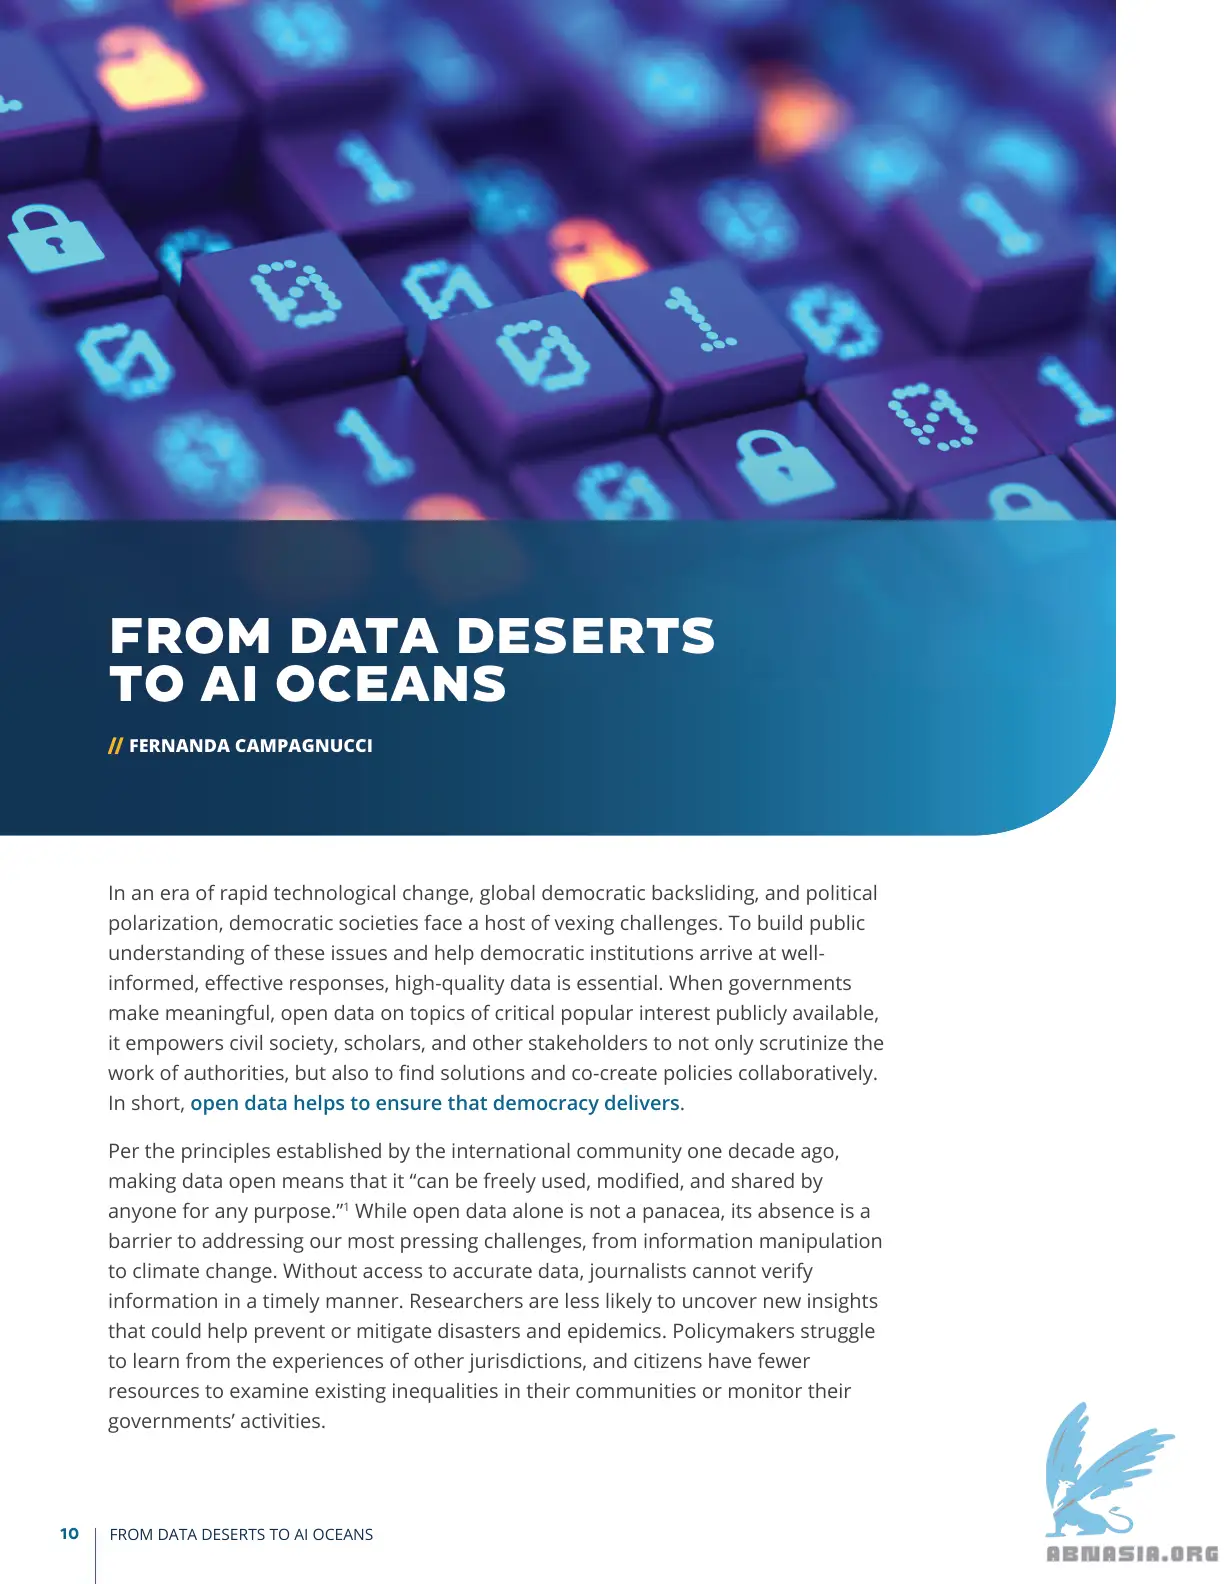 FROM DATA DESERTS
TO AI OCEANS
// FERNANDA CAMPAGNUCCI
In an era of rapid technological change, global democratic backsliding, and political
polarization, democratic societies face a host of vexing challenges. To build public
understanding of these issues and help democratic institutions arrive at well-
informed, effective responses, high-quality data is essential. When governments
make meaningful, open data on topics of critical popular interest publicly available,
it empowers civil society, scholars, and other stakeholders to not only scrutinize the
work of authorities, but also to find solutions and co-create policies collaboratively.
In short, open data helps to ensure that democracy delivers.
Per the principles established by the international community one decade ago,
making data open means that it “can be freely used, modified, and shared by
anyone for any purpose.”1 While open data alone is not a panacea, its absence is a
barrier to addressing our most pressing challenges, from information manipulation
to climate change. Without access to accurate data, journalists cannot verify
information in a timely manner. Researchers are less likely to uncover new insights
that could help prevent or mitigate disasters and epidemics. Policymakers struggle
to learn from the experiences of other jurisdictions, and citizens have fewer
resources to examine existing inequalities in their communities or monitor their
governments’ activities.
10 FROM DATA DESERTS TO AI OCEANS
ABNASIA.ORG